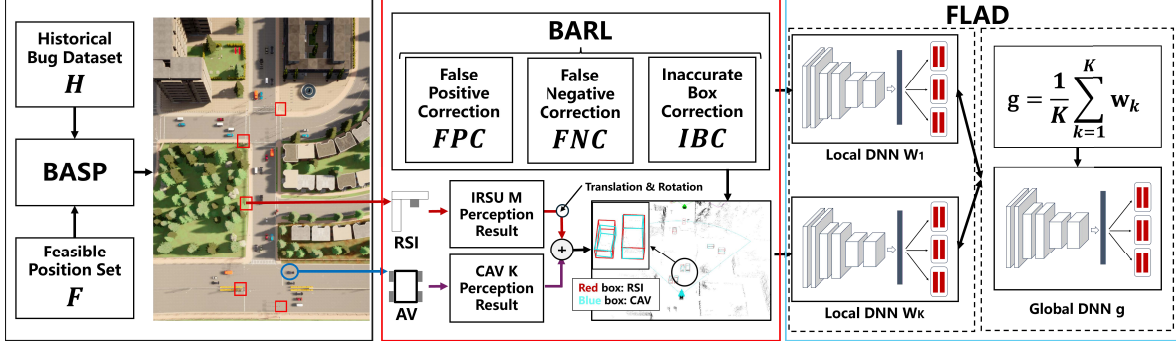 Historical
Bug Dataset
H
BASP
Feasible
Position Set
F
BARL
False
Positive
Correction
FPC
False
Negative
Correction
FNC
Inaccurate
Box
Correction
IBC
Translation & Rotation
RSI
IRSU M
Perception
Result
+
AV
CAV K
Perception
Result
Red box: RSI
Blue box: CAV
FLAD
Local DNN W1
Local DNN WK
g = 1/K ∑ k=1 K wk
Global DNN g